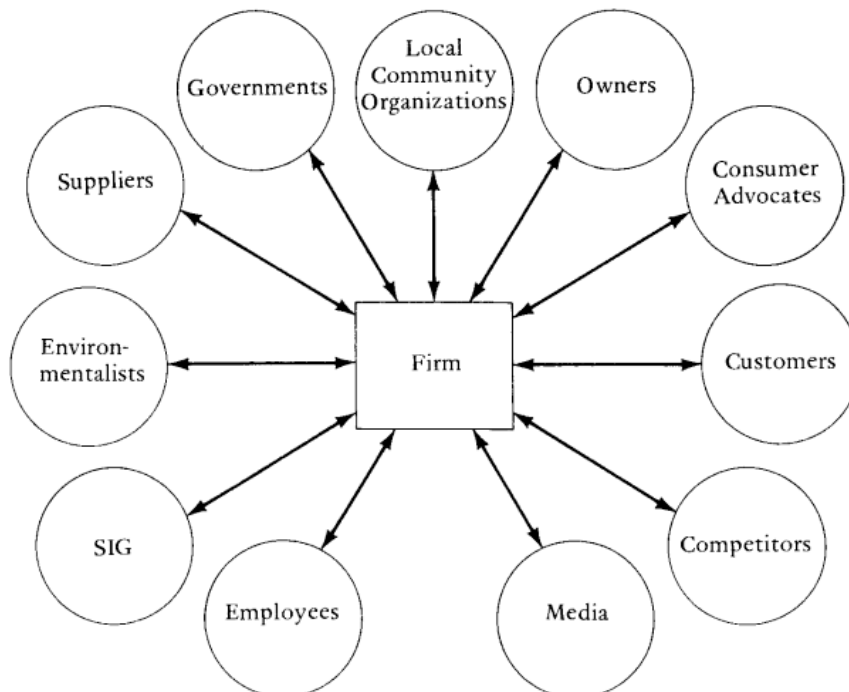 Local
Community
Organizations
Governments
Owners
Suppliers
Consumer
Advocates
Environ-
mentalists
Firm
Customers
SIG
Competitors
Employees
Media